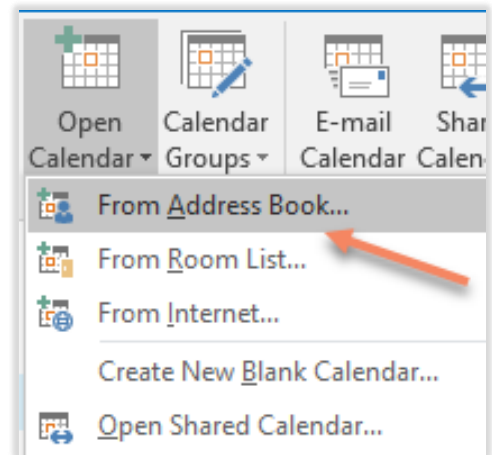 Open Calendar E-mail
Calendar Groups Calendar
From Address Book...
From Room List...
From Internet...
Create New Blank Calendar...
Open Shared Calendar...